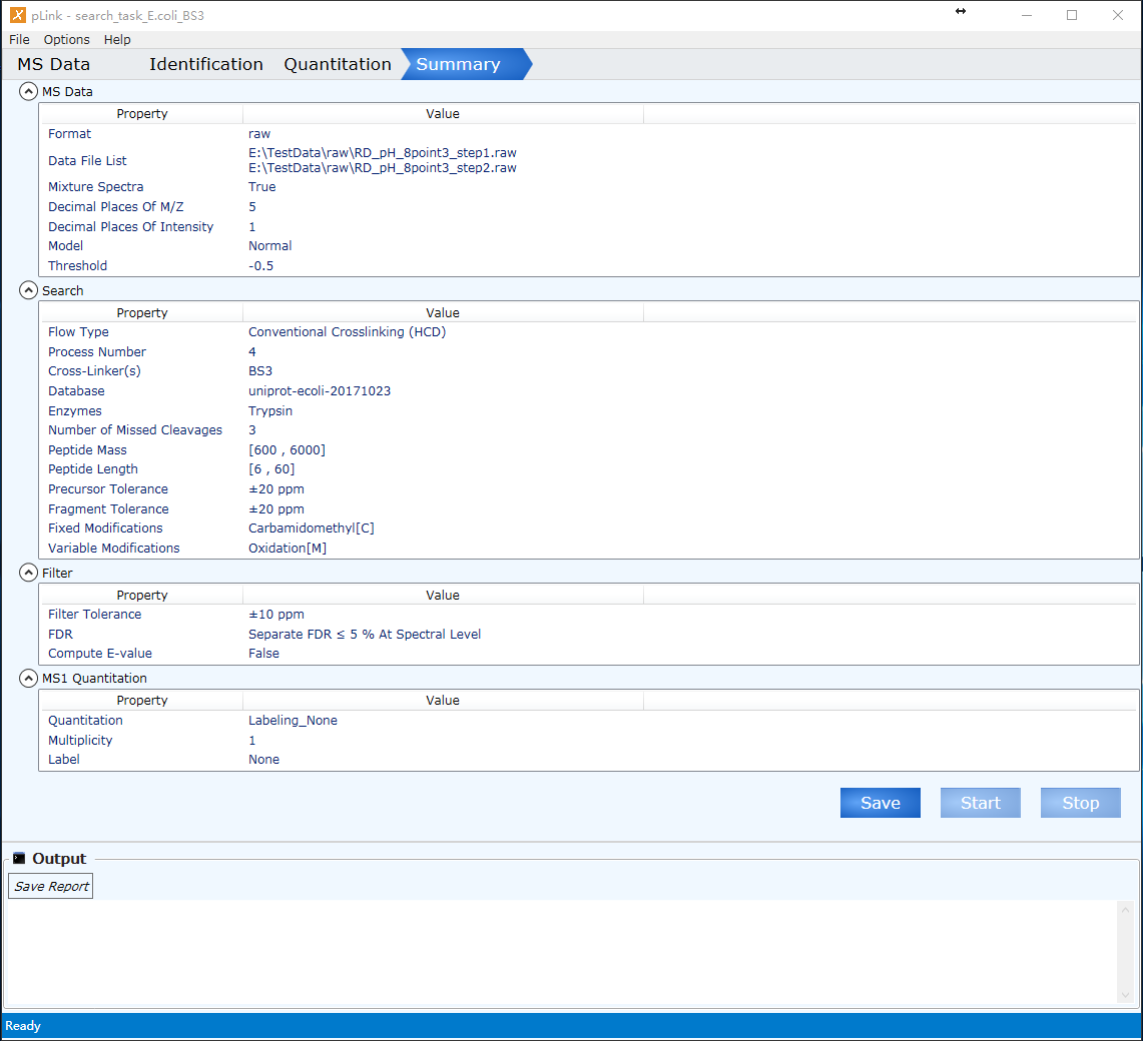 pLink - search_task_E.coli_BS3
File Options Help
MS Data Identification Quantitation Summary
MS Data
Property Value
Format raw
Data File List E:\TestData\raw\RD_pH_8point3_step1.raw
E:\TestData\raw\RD_pH_8point3_step2.raw
Mixture Spectra True
Decimal Places Of M/Z 5
Decimal Places Of Intensity 1
Model Normal
Threshold -0.5
Search
Property Value
Flow Type Conventional Crosslinking (HCD)
Process Number 4
Cross-Linker(s) BS3
Database uniprot-ecoli-20171023
Enzymes Trypsin
Number of Missed Cleavages 3
Peptide Mass [600 , 6000]
Peptide Length [6 , 60]
Precursor Tolerance ±20 ppm
Fragment Tolerance ±20 ppm
Fixed Modifications Carbamidomethyl[C]
Variable Modifications Oxidation[M]
Filter
Property Value
Filter Tolerance ±10 ppm
FDR Separate FDR ≤ 5 % At Spectral Level
Compute E-value False
MS1 Quantitation
Property Value
Quantitation Labeling_None
Multiplicity 1
Label None
Save Start Stop
Output
Save Report
Ready